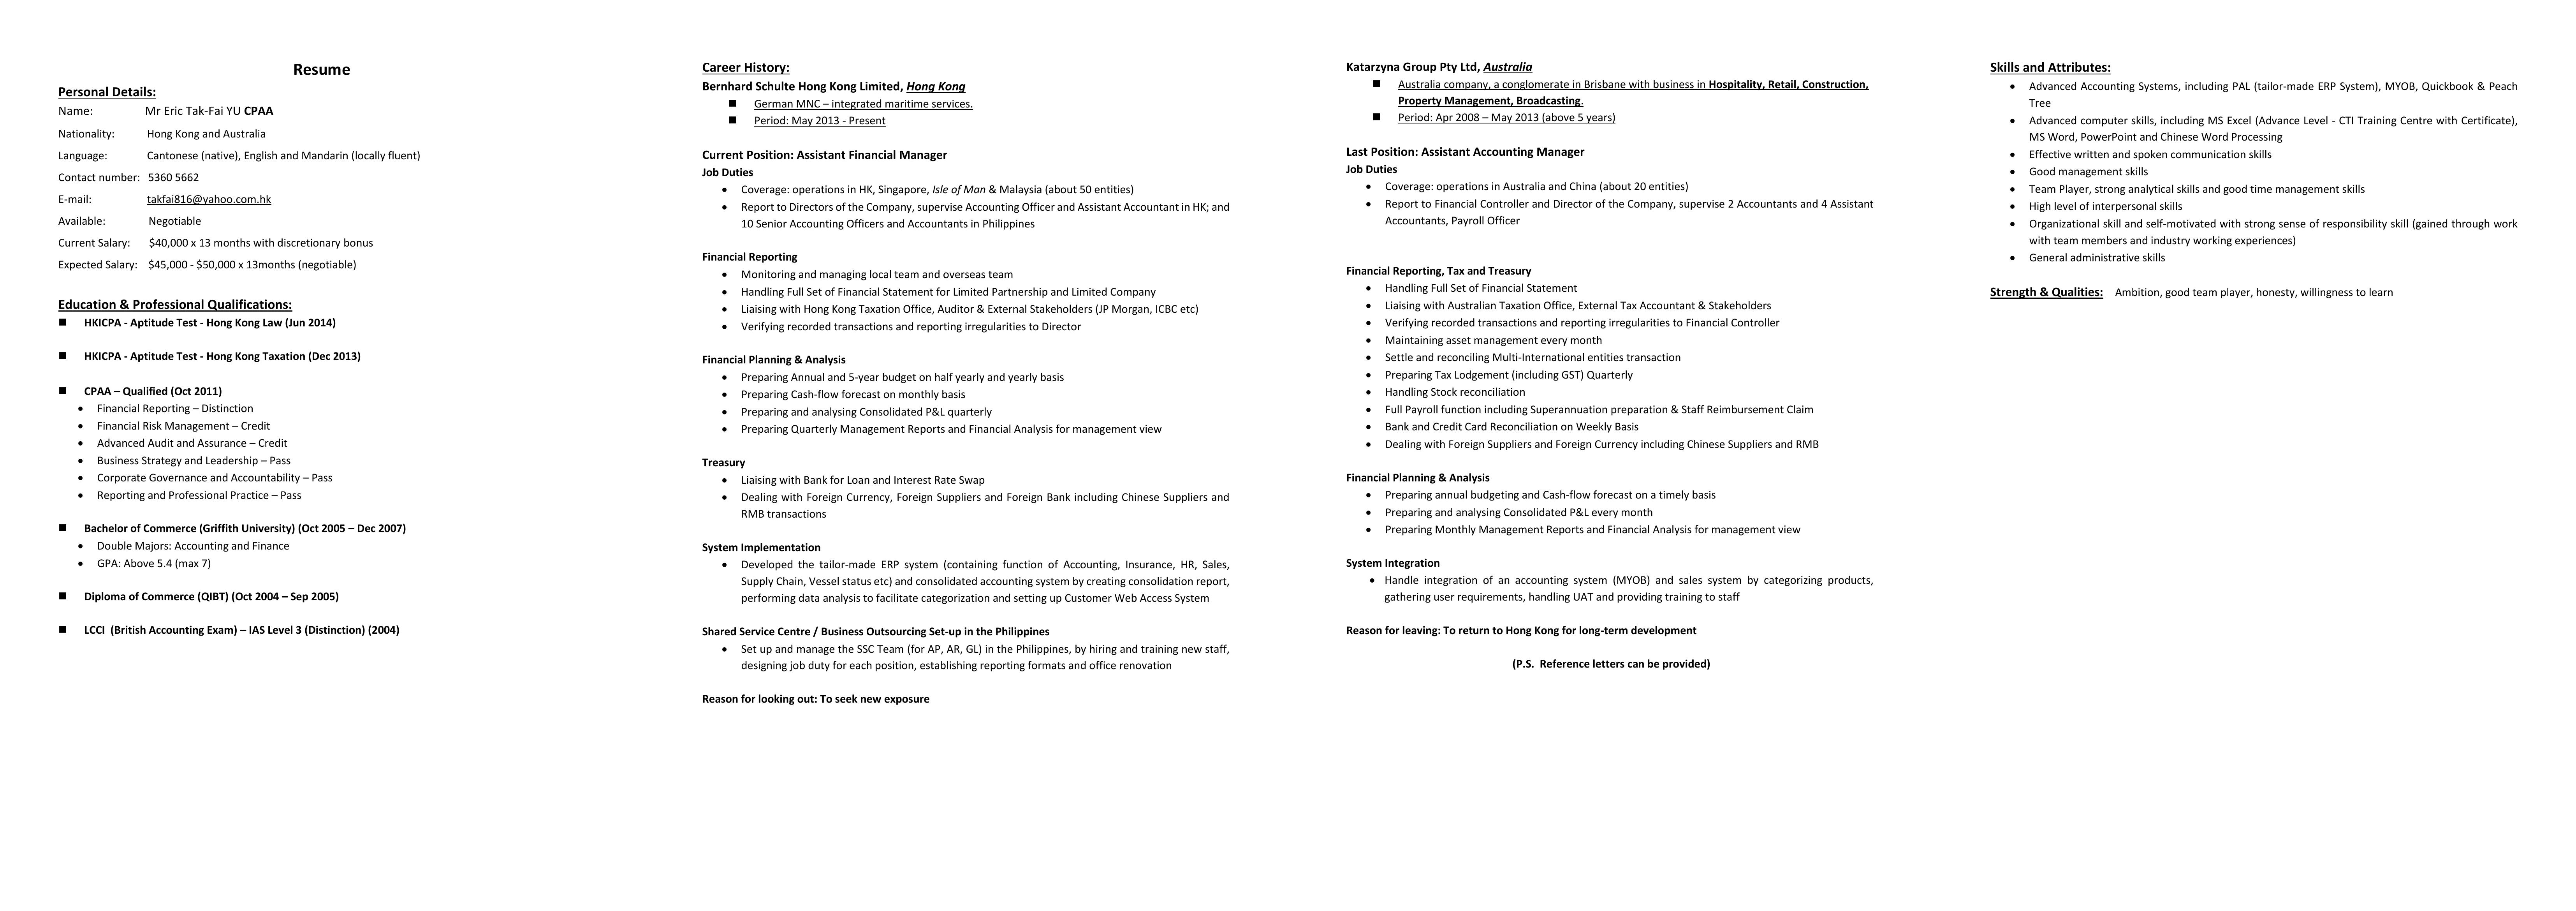 Resume
Personal Details:
Name: Mr Eric Tak-Fai YU CPAA
Nationality: Hong Kong and Australia
Language: Cantonese (native), English and Mandarin (locally fluent)
Contact number: 5360 5662
E-mail: takfai816@yahoo.com.hk
Available: Negotiable
Current Salary: $40,000 x 13 months with discretionary bonus
Expected Salary: $45,000 - $50,000 x 13months (negotiable)
Education & Professional Qualifications:
■ HKICPA - Aptitude Test - Hong Kong Law (Jun 2014)
■ HKICPA - Aptitude Test - Hong Kong Taxation (Dec 2013)
■ CPAA – Qualified (Oct 2011)
• Financial Reporting – Distinction
• Financial Risk Management – Credit
• Advanced Audit and Assurance – Credit
• Business Strategy and Leadership – Pass
• Corporate Governance and Accountability – Pass
• Reporting and Professional Practice – Pass
■ Bachelor of Commerce (Griffith University) (Oct 2005 – Dec 2007)
• Double Majors: Accounting and Finance
• GPA: Above 5.4 (max 7)
■ Diploma of Commerce (QIBT) (Oct 2004 – Sep 2005)
■ LCCI (British Accounting Exam) – IAS Level 3 (Distinction) (2004)
Career History:
Bernhard Schulte Hong Kong Limited, Hong Kong
■ German MNC – integrated maritime services.
■ Period: May 2013 - Present
Current Position: Assistant Financial Manager
Job Duties
• Coverage: operations in HK, Singapore, Isle of Man & Malaysia (about 50 entities)
• Report to Directors of the Company, supervise Accounting Officer and Assistant Accountant in HK; and
10 Senior Accounting Officers and Accountants in Philippines
Financial Reporting
• Monitoring and managing local team and overseas team
• Handling Full Set of Financial Statement for Limited Partnership and Limited Company
• Liaising with Hong Kong Taxation Office, Auditor & External Stakeholders (JP Morgan, ICBC etc)
• Verifying recorded transactions and reporting irregularities to Director
Financial Planning & Analysis
• Preparing Annual and 5-year budget on half yearly and yearly basis
• Preparing Cash-flow forecast on monthly basis
• Preparing and analysing Consolidated P&L quarterly
• Preparing Quarterly Management Reports and Financial Analysis for management view
Treasury
• Liaising with Bank for Loan and Interest Rate Swap
• Dealing with Foreign Currency, Foreign Suppliers and Foreign Bank including Chinese Suppliers and
RMB transactions
System Implementation
• Developed the tailor-made ERP system (containing function of Accounting, Insurance, HR, Sales,
Supply Chain, Vessel status etc) and consolidated accounting system by creating consolidation report,
performing data analysis to facilitate categorization and setting up Customer Web Access System
Shared Service Centre / Business Outsourcing Set-up in the Philippines
• Set up and manage the SSC Team (for AP, AR, GL) in the Philippines, by hiring and training new staff,
designing job duty for each position, establishing reporting formats and office renovation
Reason for looking out: To seek new exposure
Katarzyna Group Pty Ltd, Australia
■ Australia company, a conglomerate in Brisbane with business in Hospitality, Retail, Construction,
Property Management, Broadcasting.
■ Period: Apr 2008 – May 2013 (above 5 years)
Last Position: Assistant Accounting Manager
Job Duties
• Coverage: operations in Australia and China (about 20 entities)
• Report to Financial Controller and Director of the Company, supervise 2 Accountants and 4 Assistant
Accountants, Payroll Officer
Financial Reporting, Tax and Treasury
• Handling Full Set of Financial Statement
• Liaising with Australian Taxation Office, External Tax Accountant & Stakeholders
• Verifying recorded transactions and reporting irregularities to Financial Controller
• Maintaining asset management every month
• Settle and reconciling Multi-International entities transaction
• Preparing Tax Lodgement (including GST) Quarterly
• Handling Stock reconciliation
• Full Payroll function including Superannuation preparation & Staff Reimbursement Claim
• Bank and Credit Card Reconciliation on Weekly Basis
• Dealing with Foreign Suppliers and Foreign Currency including Chinese Suppliers and RMB
Financial Planning & Analysis
• Preparing annual budgeting and Cash-flow forecast on a timely basis
• Preparing and analysing Consolidated P&L every month
• Preparing Monthly Management Reports and Financial Analysis for management view
System Integration
• Handle integration of an accounting system (MYOB) and sales system by categorizing products,
gathering user requirements, handling UAT and providing training to staff
Reason for leaving: To return to Hong Kong for long-term development
(P.S. Reference letters can be provided)
Skills and Attributes:
• Advanced Accounting Systems, including PAL (tailor-made ERP System), MYOB, Quickbook & Peach
Tree
• Advanced computer skills, including MS Excel (Advance Level - CTI Training Centre with Certificate),
MS Word, PowerPoint and Chinese Word Processing
• Effective written and spoken communication skills
• Good management skills
• Team Player, strong analytical skills and good time management skills
• High level of interpersonal skills
• Organizational skill and self-motivated with strong sense of responsibility skill (gained through work
with team members and industry working experiences)
• General administrative skills
Strength & Qualities: Ambition, good team player, honesty, willingness to learn